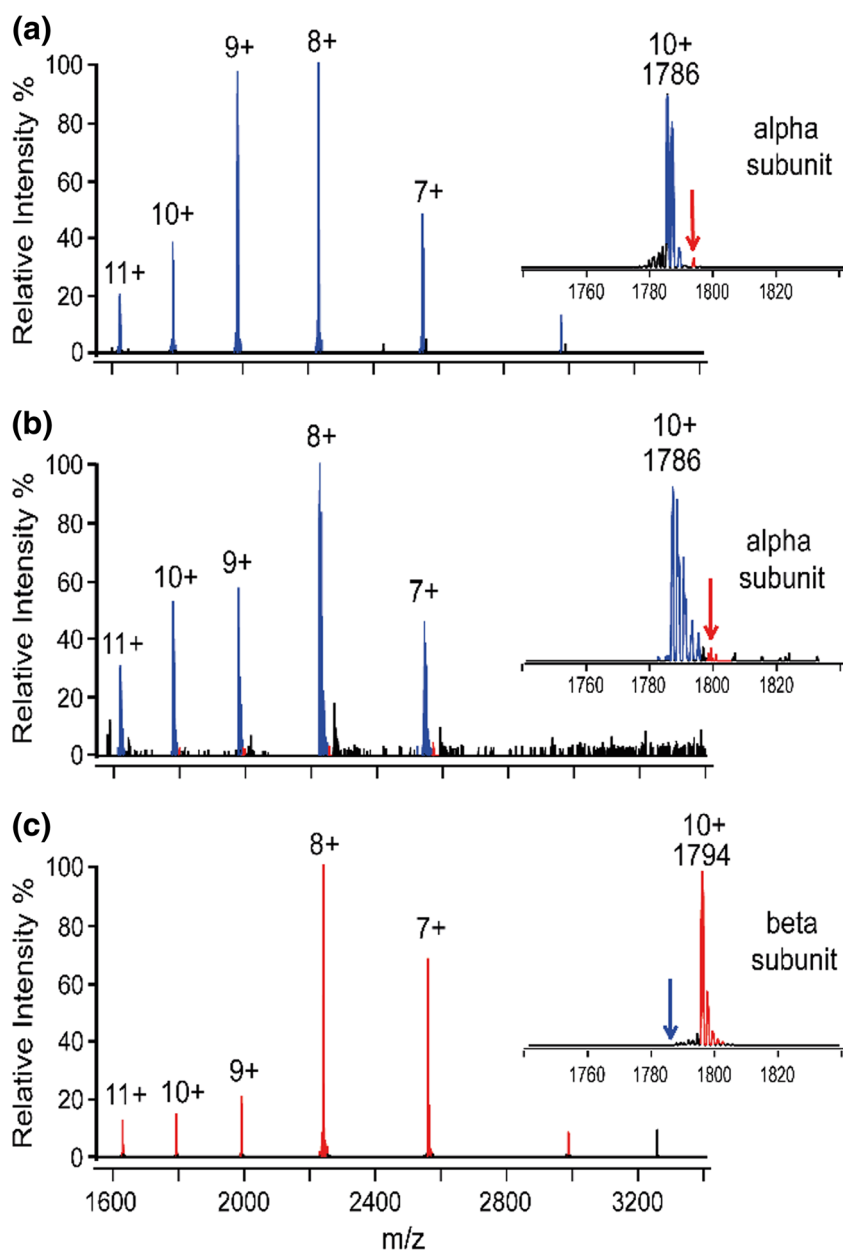 (a)
Relative Intensity %
100
80
60
40
20
0
11+
10+
9+
8+
7+
10+
1786
alpha
subunit
1760 1780 1800 1820
(b)
Relative Intensity %
100
80
60
40
20
0
11+
10+
9+
8+
7+
10+
1786
alpha
subunit
1760 1780 1800 1820
(c)
Relative Intensity %
100
80
60
40
20
0
11+
10+
9+
8+
7+
10+
1794
beta
subunit
1760 1780 1800 1820
1600 2000 2400 2800 3200
m/z